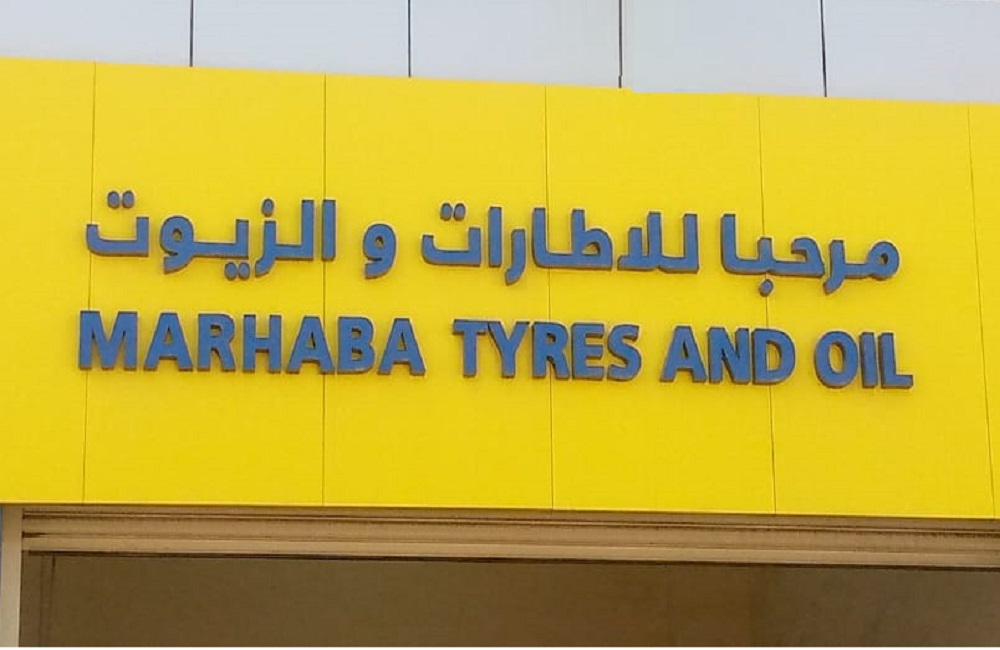 مرحبا للاطارات و الزيوت
MARHABA TYRES AND OIL